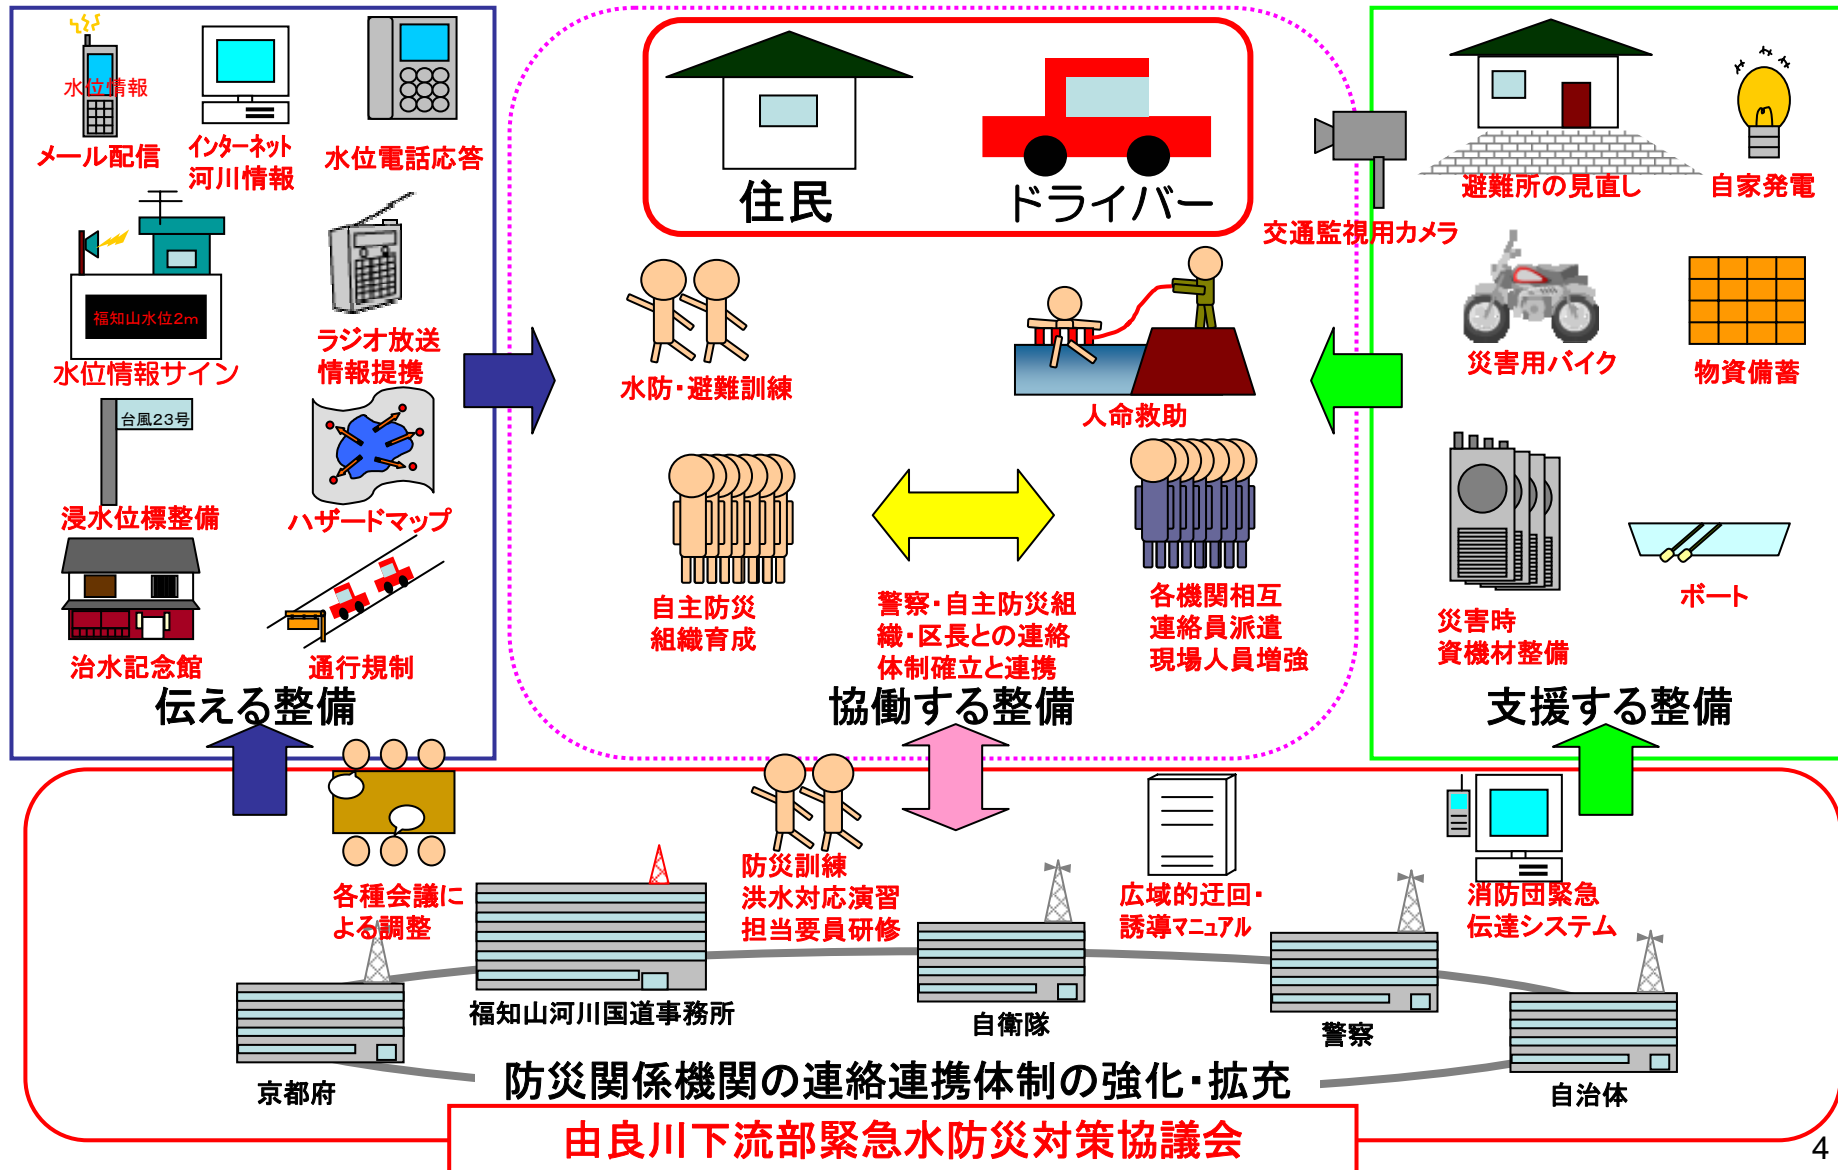 水位情報
メール配信
インターネット
河川情報
水位電話応答
福知山水位2m
水位情報サイン
ラジオ放送
情報提携
台風23号
浸水位標整備
ハザードマップ
治水記念館
通行規制
伝える整備
住民
ドライバー
水防・避難訓練
人命救助
自主防災
組織育成
警察・自主防災組
織・区長との連絡
体制確立と連携
各機関相互
連絡員派遣
現場人員増強
協働する整備
交通監視用カメラ
避難所の見直し
自家発電
災害用バイク
物資備蓄
災害時
資機材整備
ボート
支援する整備
各種会議に
よる調整
防災訓練
洪水対応演習
担当要員研修
広域的迂回・
誘導マニュアル
消防団緊急
伝達システム
京都府
福知山河川国道事務所
自衛隊
警察
自治体
防災関係機関の連絡連携体制の強化・拡充
由良川下流部緊急水防災対策協議会
4